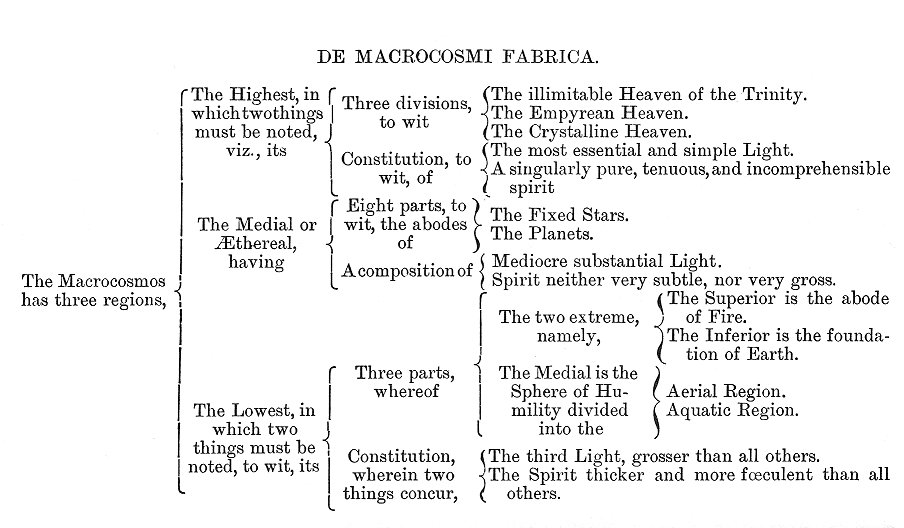 DE MACROCOSMI FABRICA.
The Macrocosmos
has three regions,
The Highest, in
which twothings
must be noted,
viz., its
Three divisions,
to wit
The illimitable Heaven of the Trinity.
The Empyrean Heaven.
The Crystalline Heaven.
Constitution, to
wit, of
The most essential and simple Light.
A singularly pure, tenuous, and incomprehensible
spirit
The Medial or
Æthereal,
having
Eight parts, to
wit, the abodes
of
The Fixed Stars.
The Planets.
A composition of
Mediocre substantial Light.
Spirit neither very subtle, nor very gross.
The Lowest, in
which two
things must be
noted, to wit, its
Three parts,
whereof
The two extreme,
namely,
The Superior is the abode
of Fire.
The Inferior is the founda-
tion of Earth.
The Medial is the
Sphere of Hu-
mility divided
into the
Aerial Region.
Aquatic Region.
Constitution,
wherein two
things concur,
The third Light, grosser than all others.
The Spirit thicker and more fœculent than all
others.